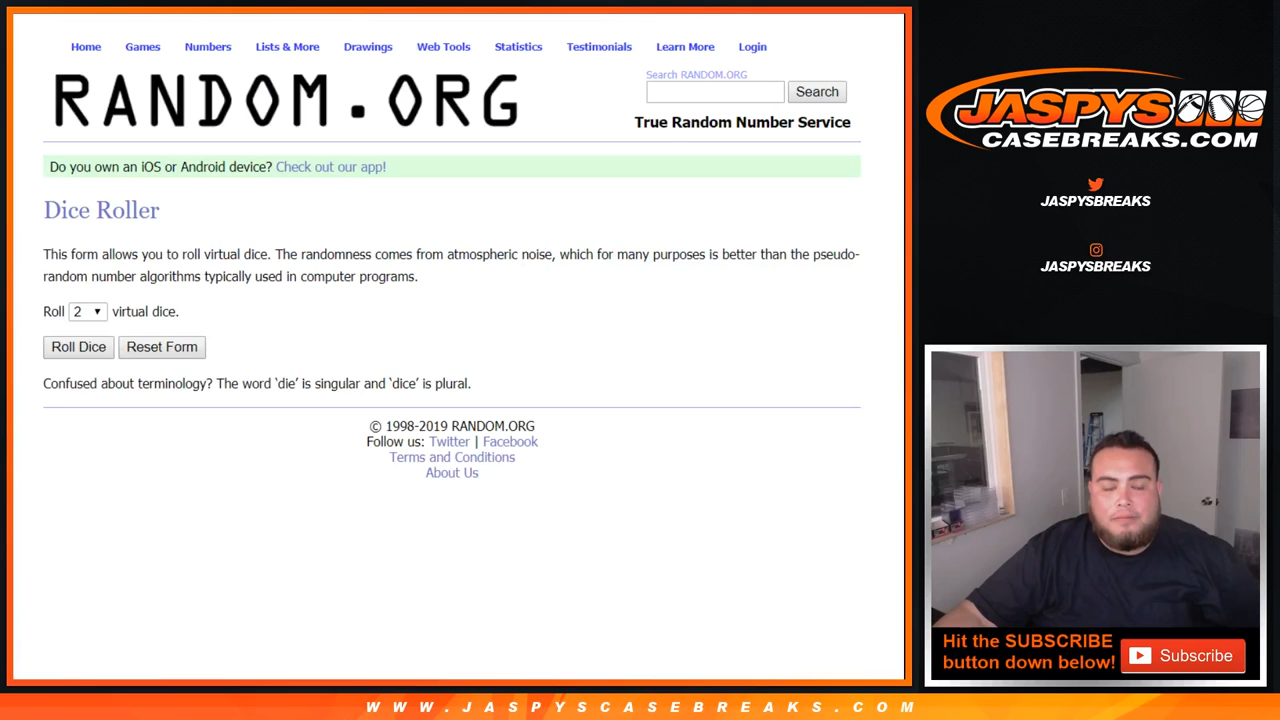 Home Games Numbers Lists & More Drawings Web Tools Statistics Testimonials Learn More Login
RANDOM.ORG
Search RANDOM.ORG
Search
True Random Number Service
Do you own an iOS or Android device? Check out our app!
Dice Roller
This form allows you to roll virtual dice. The randomness comes from atmospheric noise, which for many purposes is better than the pseudo-
random number algorithms typically used in computer programs.
Roll 2 virtual dice.
Roll Dice Reset Form
Confused about terminology? The word ‘die’ is singular and ‘dice’ is plural.
© 1998-2019 RANDOM.ORG
Follow us: Twitter | Facebook
Terms and Conditions
About Us
JASPYS
CASEBREAKS.COM
JASPYSBREAKS
JASPYSBREAKS
Hit the SUBSCRIBE
button down below!
Subscribe
WWW.JASPYSCASEBREAKS.COM